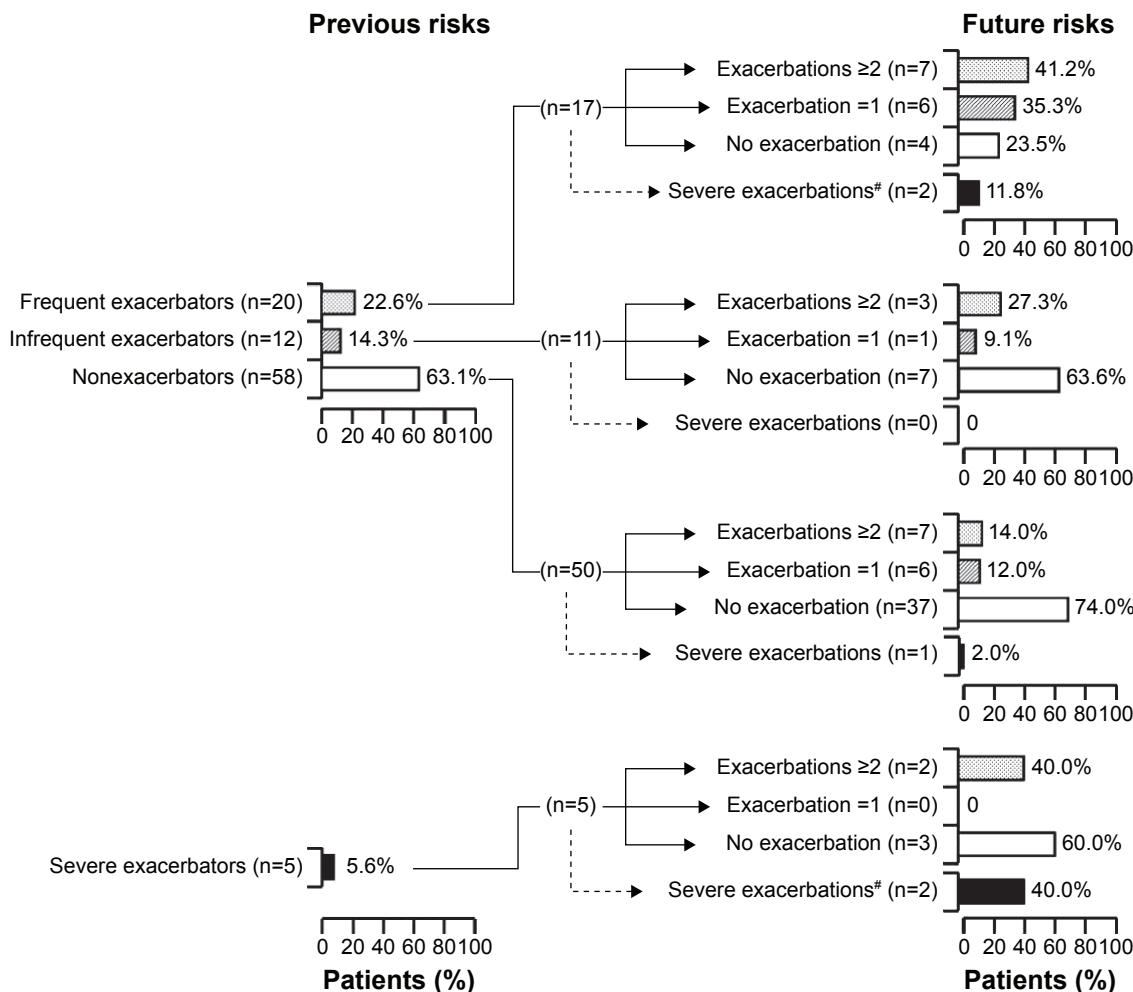 Previous risks
Future risks
Frequent exacerbators (n=20) 22.6%
Infrequent exacerbators (n=12) 14.3%
Nonexacerbators (n=58) 63.1%
0 20 40 60 80 100
(n=17)
Exacerbations ≥2 (n=7) 41.2%
Exacerbation =1 (n=6) 35.3%
No exacerbation (n=4) 23.5%
Severe exacerbations# (n=2) 11.8%
0 20 40 60 80 100
(n=11)
Exacerbations ≥2 (n=3) 27.3%
Exacerbation =1 (n=1) 9.1%
No exacerbation (n=7) 63.6%
Severe exacerbations (n=0) 0
0 20 40 60 80 100
(n=50)
Exacerbations ≥2 (n=7) 14.0%
Exacerbation =1 (n=6) 12.0%
No exacerbation (n=37) 74.0%
Severe exacerbations (n=1) 2.0%
0 20 40 60 80 100
Severe exacerbators (n=5) 5.6%
0 20 40 60 80 100
Patients (%)
(n=5)
Exacerbations ≥2 (n=2) 40.0%
Exacerbation =1 (n=0) 0
No exacerbation (n=3) 60.0%
Severe exacerbations# (n=2) 40.0%
0 20 40 60 80 100
Patients (%)